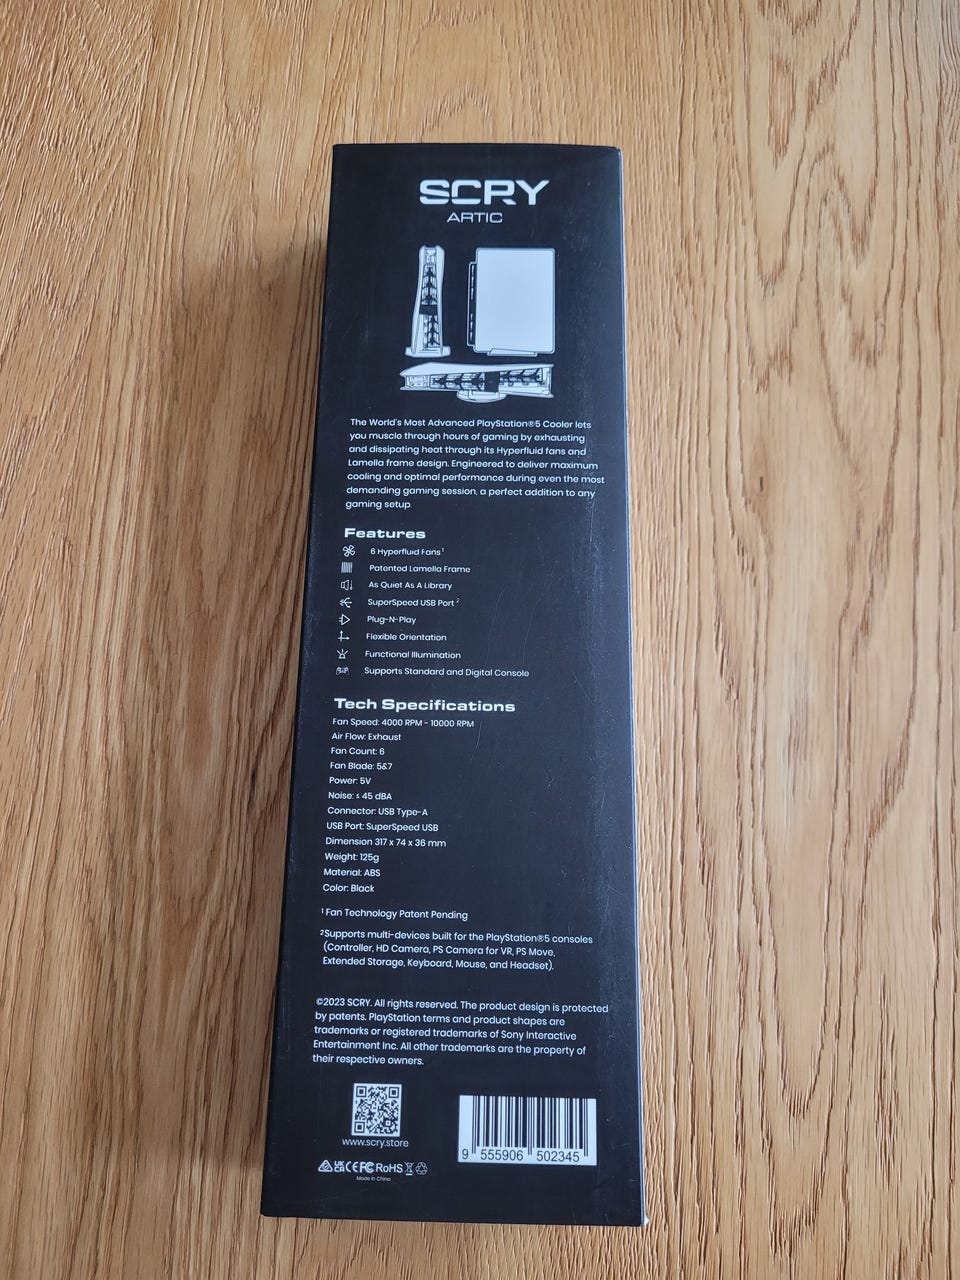 SCRY
ARTIC
The World's Most Advanced PlayStation®5 Cooler lets
you muscle through hours of gaming by exhausting
and dissipating heat through its Hyperfluid fans and
Lamella frame design. Engineered to deliver maximum
cooling and optimal performance during even the most
demanding gaming session, a perfect addition to any
gaming setup.
Features
6 Hyperfluid Fans¹
Patented Lamella Frame
As Quiet As A Library
SuperSpeed USB Port ²
Plug-N-Play
Flexible Orientation
Functional Illumination
Supports Standard and Digital Console
Tech Specifications
Fan Speed: 4000 RPM - 10000 RPM
Air Flow: Exhaust
Fan Count: 6
Fan Blade: 5&7
Power: 5V
Noise: ≤ 45 dBA
Connector: USB Type-A
USB Port: SuperSpeed USB
Dimension 317 x 74 x 36 mm
Weight: 125g
Material: ABS
Color: Black
¹ Fan Technology Patent Pending
²Supports multi-devices built for the PlayStation®5 consoles
(Controller, HD Camera, PS Camera for VR, PS Move,
Extended Storage, Keyboard, Mouse, and Headset).
©2023 SCRY. All rights reserved. The product design is protected
by patents. PlayStation terms and product shapes are
trademarks or registered trademarks of Sony Interactive
Entertainment Inc. All other trademarks are the property of
their respective owners.
www.scry.store
9 555906 502345
UK CA CE FC RoHS
Made in China